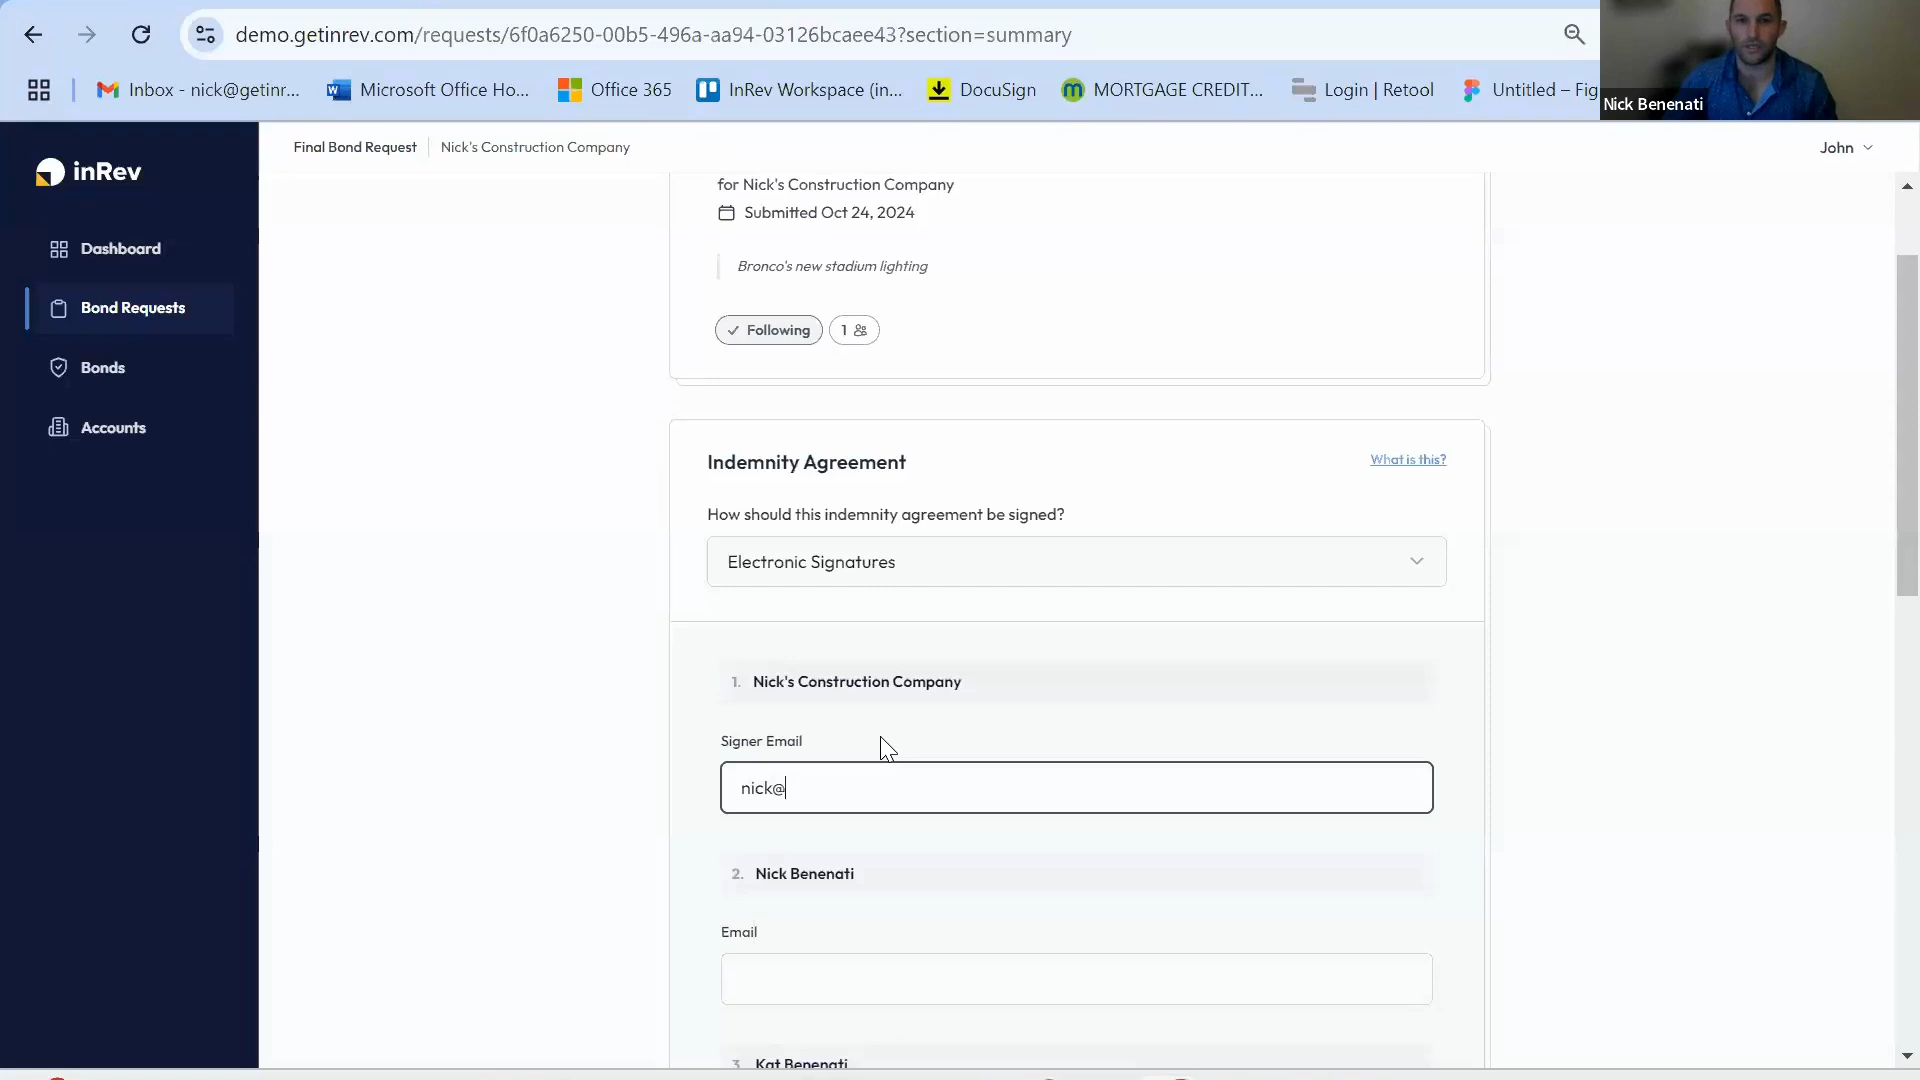 demo.getinrev.com/requests/6f0a6250-00b5-496a-aa94-03126bcaee43?section=summary
Inbox - nick@getinr... Microsoft Office Ho... Office 365 InRev Workspace (in... DocuSign MORTGAGE CREDIT... Login | Retool Untitled – Fig
Nick Benenati
inRev
Final Bond Request Nick's Construction Company John
Dashboard
Bond Requests
Bonds
Accounts
for Nick's Construction Company
Submitted Oct 24, 2024
Bronco's new stadium lighting
Following 1
Indemnity Agreement What is this?
How should this indemnity agreement be signed?
Electronic Signatures
1. Nick's Construction Company
Signer Email
nick@
2. Nick Benenati
Email
3. Kat Benenati